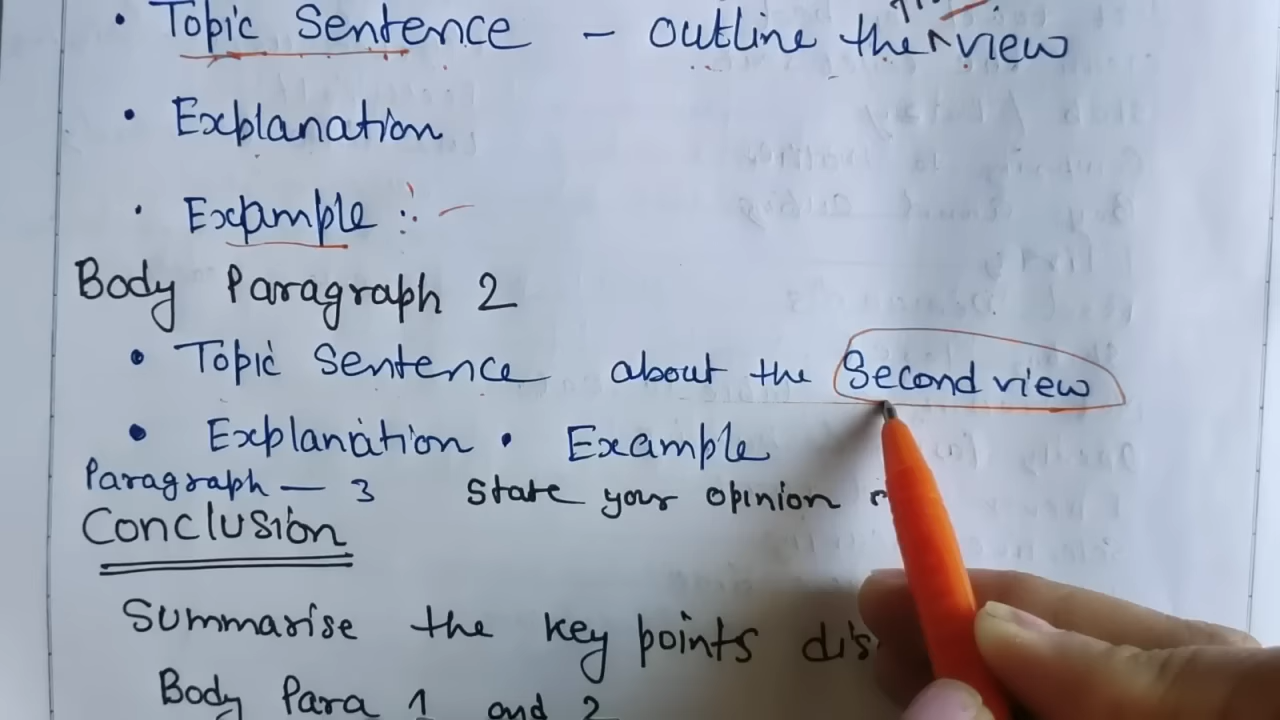 • Topic Sentence – outline the ^ view
• Explanation
• Example :-
Body Paragraph 2
• Topic Sentence about the Second view
• Explanation • Example
Paragraph — 3 State your opinion
Conclusion
Summarise the key points
Body Para 1 and 2